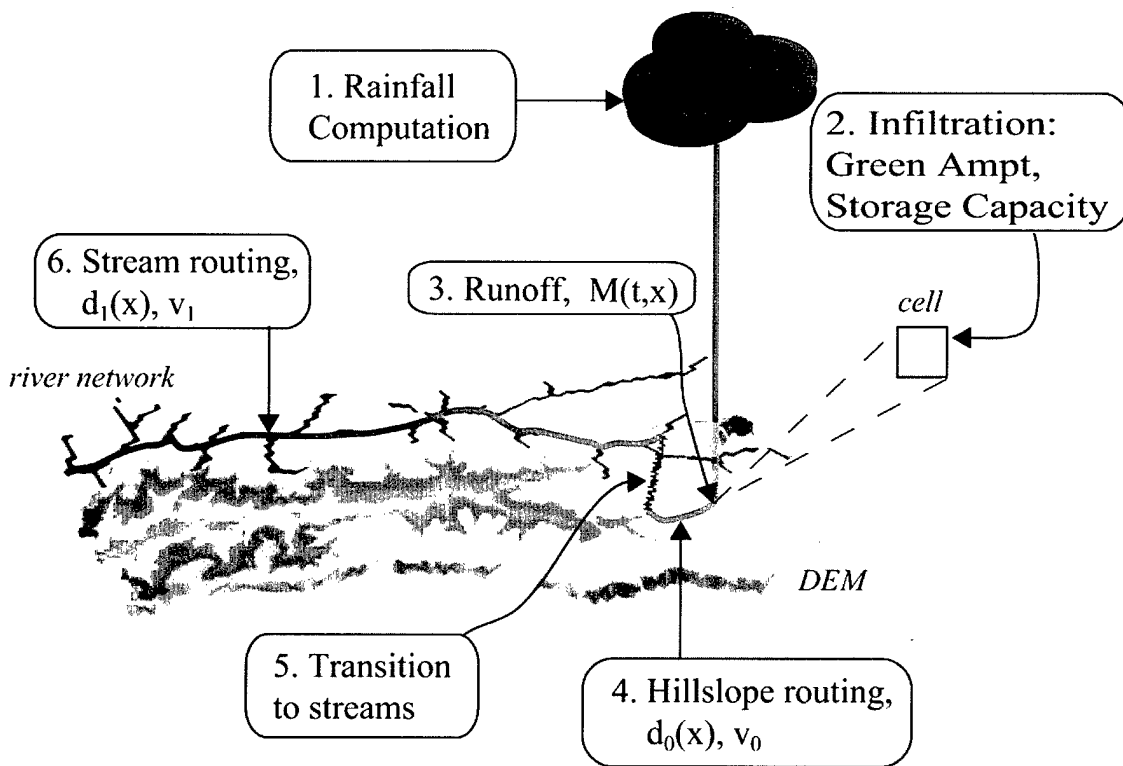 1. Rainfall
Computation
2. Infiltration:
Green Ampt,
Storage Capacity
6. Stream routing,
d₁(x), v₁
3. Runoff, M(t,x)
cell
river network
DEM
5. Transition
to streams
4. Hillslope routing,
d₀(x), v₀